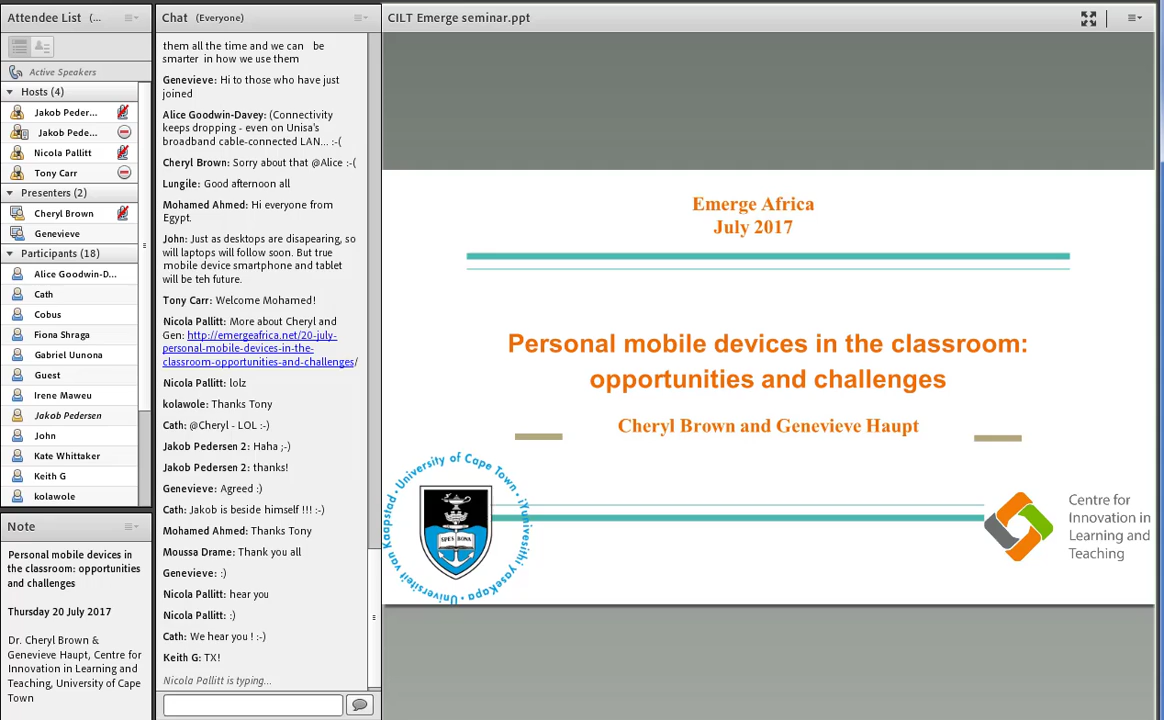 Attendee List (...
Active Speakers
Hosts (4)
Jakob Peder...
Jakob Pede...
Nicola Pallitt
Tony Carr
Presenters (2)
Cheryl Brown
Genevieve
Participants (18)
Alice Goodwin-D...
Cath
Cobus
Fiona Shraga
Gabriel Uunona
Guest
Irene Maweu
Jakob Pedersen
John
Kate Whittaker
Keith G
kolawole
Note
Personal mobile devices in
the classroom: opportunities
and challenges
Thursday 20 July 2017
Dr. Cheryl Brown &
Genevieve Haupt, Centre for
Innovation in Learning and
Teaching, University of Cape
Town
Chat (Everyone)
them all the time and we can be
smarter in how we use them
Genevieve: Hi to those who have just
joined
Alice Goodwin-Davey: (Connectivity
keeps dropping - even on Unisa's
broadband cable-connected LAN... :-(
Cheryl Brown: Sorry about that @Alice :-(
Lungile: Good afternoon all
Mohamed Ahmed: Hi everyone from
Egypt.
John: Just as desktops are disapearing, so
will laptops will follow soon. But true
mobile device smartphone and tablet
will be teh future.
Tony Carr: Welcome Mohamed!
Nicola Pallitt: More about Cheryl and
Gen: http://emergeafrica.net/20-july-
personal-mobile-devices-in-the-
classroom-opportunities-and-challenges/
Nicola Pallitt: lolz
kolawole: Thanks Tony
Cath: @Cheryl - LOL :-)
Jakob Pedersen 2: Haha ;-)
Jakob Pedersen 2: thanks!
Genevieve: Agreed :)
Cath: Jakob is beside himself !!! :-)
Mohamed Ahmed: Thanks Tony
Moussa Drame: Thank you all
Genevieve: :)
Nicola Pallitt: hear you
Nicola Pallitt: :)
Cath: We hear you ! :-)
Keith G: TX!
Nicola Pallitt is typing...
CILT Emerge seminar.ppt
Emerge Africa
July 2017
Personal mobile devices in the classroom:
opportunities and challenges
Cheryl Brown and Genevieve Haupt
University of Cape Town · iYunivesithi yaseKapa · Universiteit van Kaapstad ·
SPES BONA
Centre for
Innovation in
Learning and
Teaching